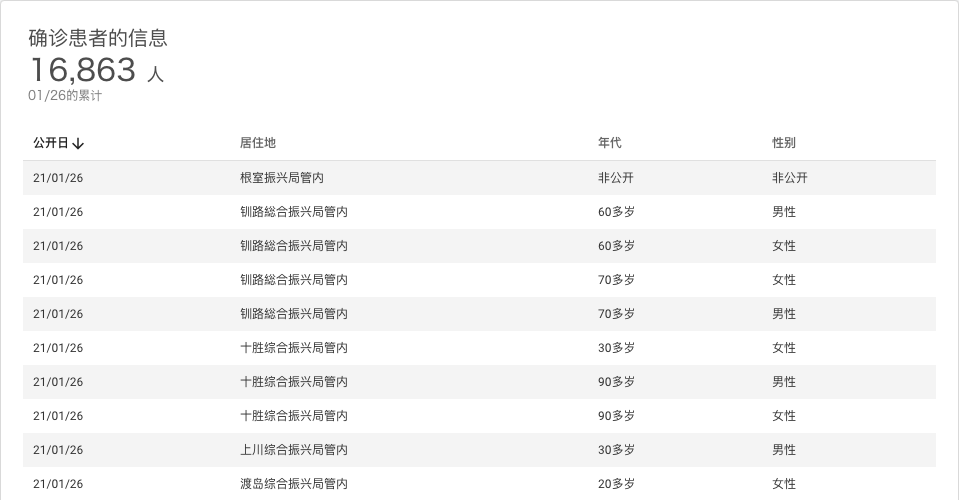 确诊患者的信息
16,863 人
01/26的累计
公开日↓ 居住地 年代 性别
21/01/26 根室振兴局管内 非公开 非公开
21/01/26 钏路総合振兴局管内 60多岁 男性
21/01/26 钏路総合振兴局管内 60多岁 女性
21/01/26 钏路総合振兴局管内 70多岁 女性
21/01/26 钏路総合振兴局管内 70多岁 男性
21/01/26 十胜综合振兴局管内 30多岁 女性
21/01/26 十胜综合振兴局管内 90多岁 男性
21/01/26 十胜综合振兴局管内 90多岁 女性
21/01/26 上川综合振兴局管内 30多岁 男性
21/01/26 渡岛综合振兴局管内 20多岁 女性